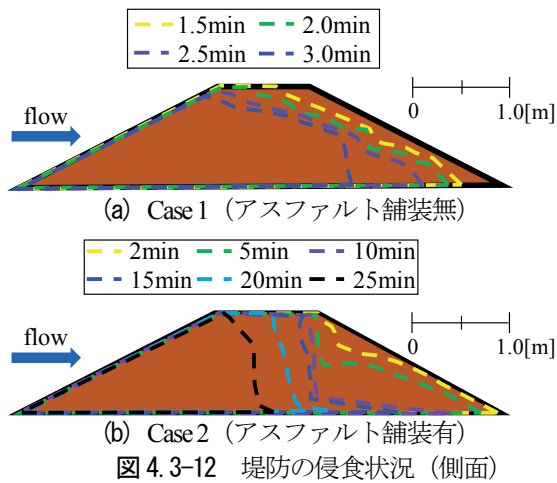 1.5min 2.0min
2.5min 3.0min
flow
0 1.0[m]
(a) Case 1 (アスファルト舗装無)
2min 5min 10min
15min 20min 25min
flow
0 1.0[m]
(b) Case 2 (アスファルト舗装有)
図 4.3-12 堤防の侵食状況 (側面)